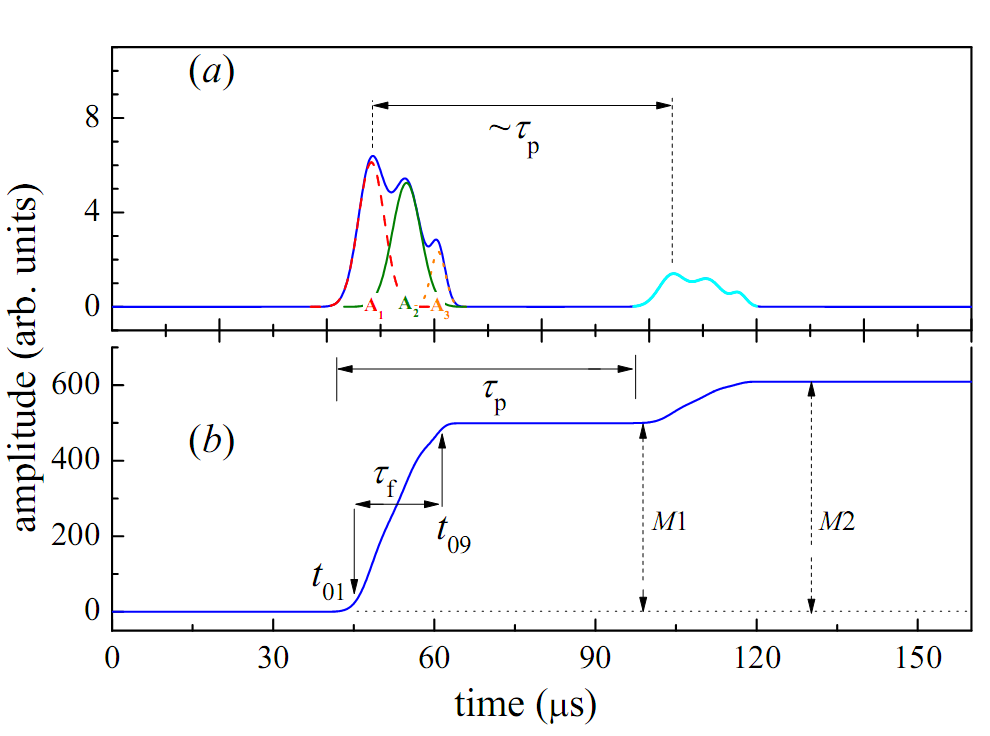 (a)
8
~τp
4
0
A1 A2 A3
amplitude (arb. units)
600
τp
(b)
400
τf
t09
M1
M2
200
t01
0
0 30 60 90 120 150
time (μs)